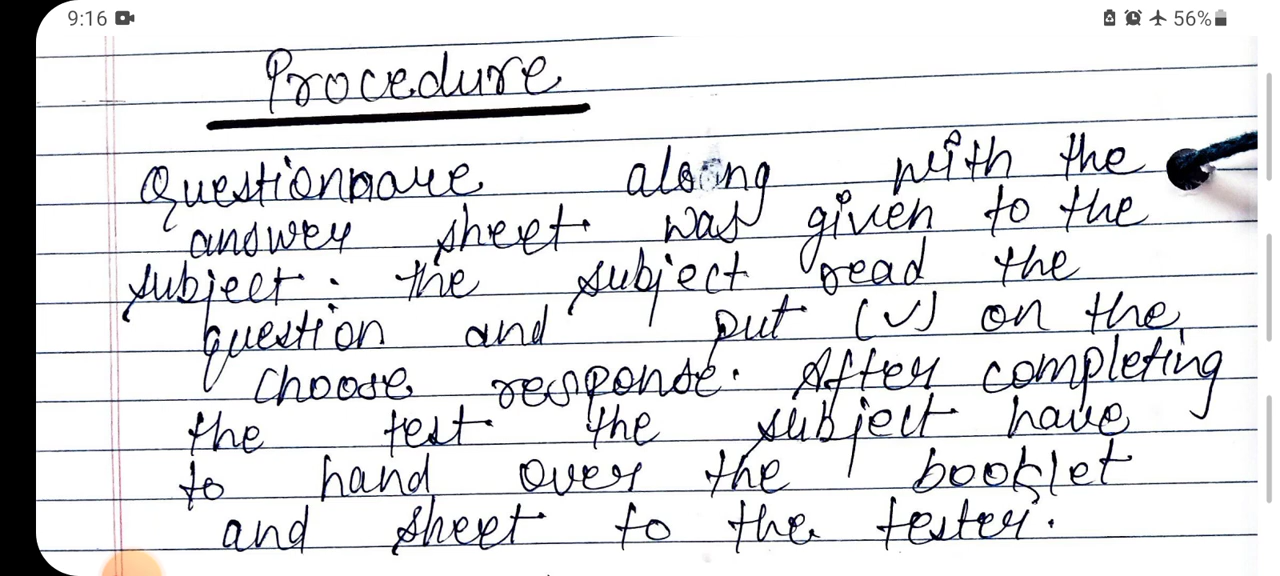 9:16
56%
Procedure
Questionnare along with the
answer sheet was given to the
subject. the subject read the
question and put (✓) on the
choose response. After completing
the test the subject have
to hand over the booklet
and sheet to the tester.